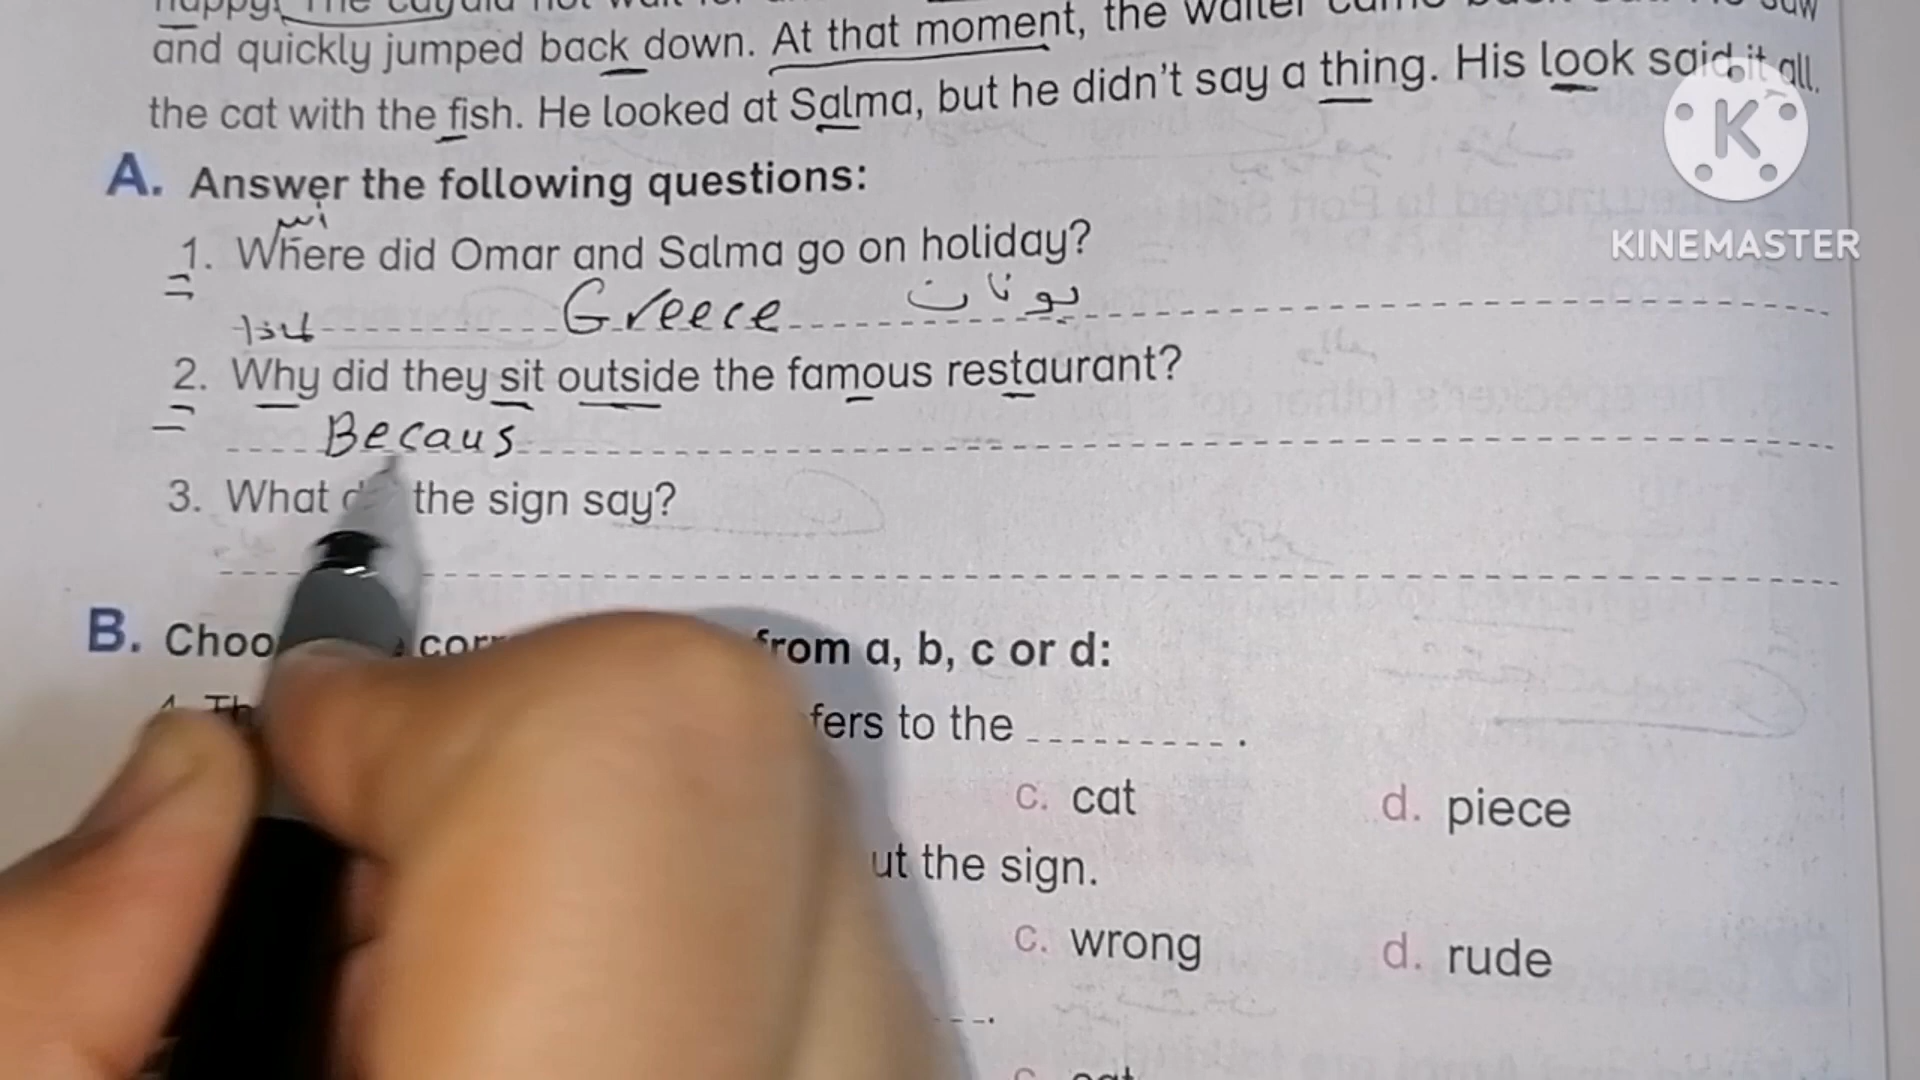 and quickly jumped back down. At that moment, the waiter
the cat with the fish. He looked at Salma, but he didn't say a thing. His look said it all.
KINEMASTER
A. Answer the following questions:
1. Where did Omar and Salma go on holiday?
Greece يونان
لماذا
2. Why did they sit outside the famous restaurant?
Becaus
3. What the sign say?
B. from a, b, c or d:
to the .
c. cat d. piece
the sign.
c. wrong d. rude